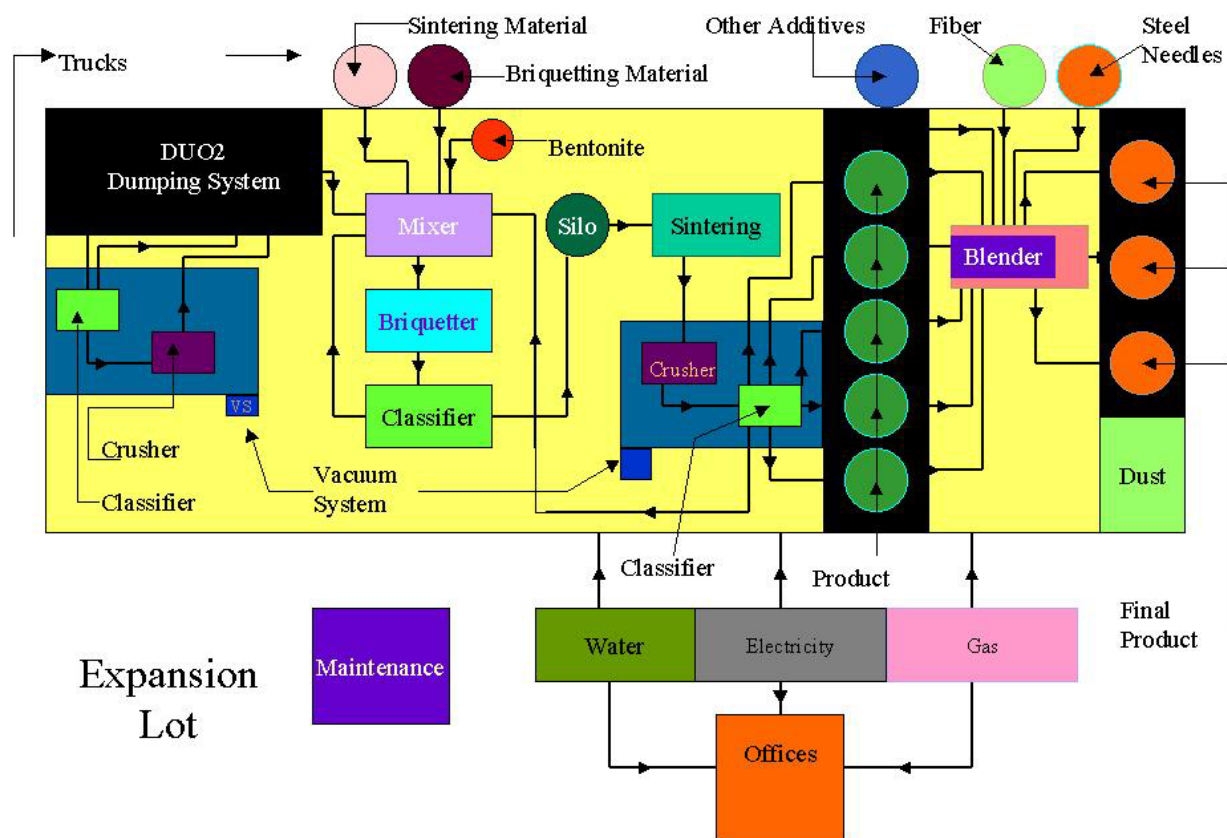 Sintering Material
Other Additives
Fiber
Steel
Needles
Trucks
Briquetting Material
DUO2
Dumping System
Bentonite
Mixer
Silo
Sintering
Blender
Briquetter
Crusher
VS
Classifier
Crusher
Classifier
Vacuum
System
Dust
Classifier
Product
Final
Product
Water
Electricity
Gas
Maintenance
Expansion
Lot
Offices